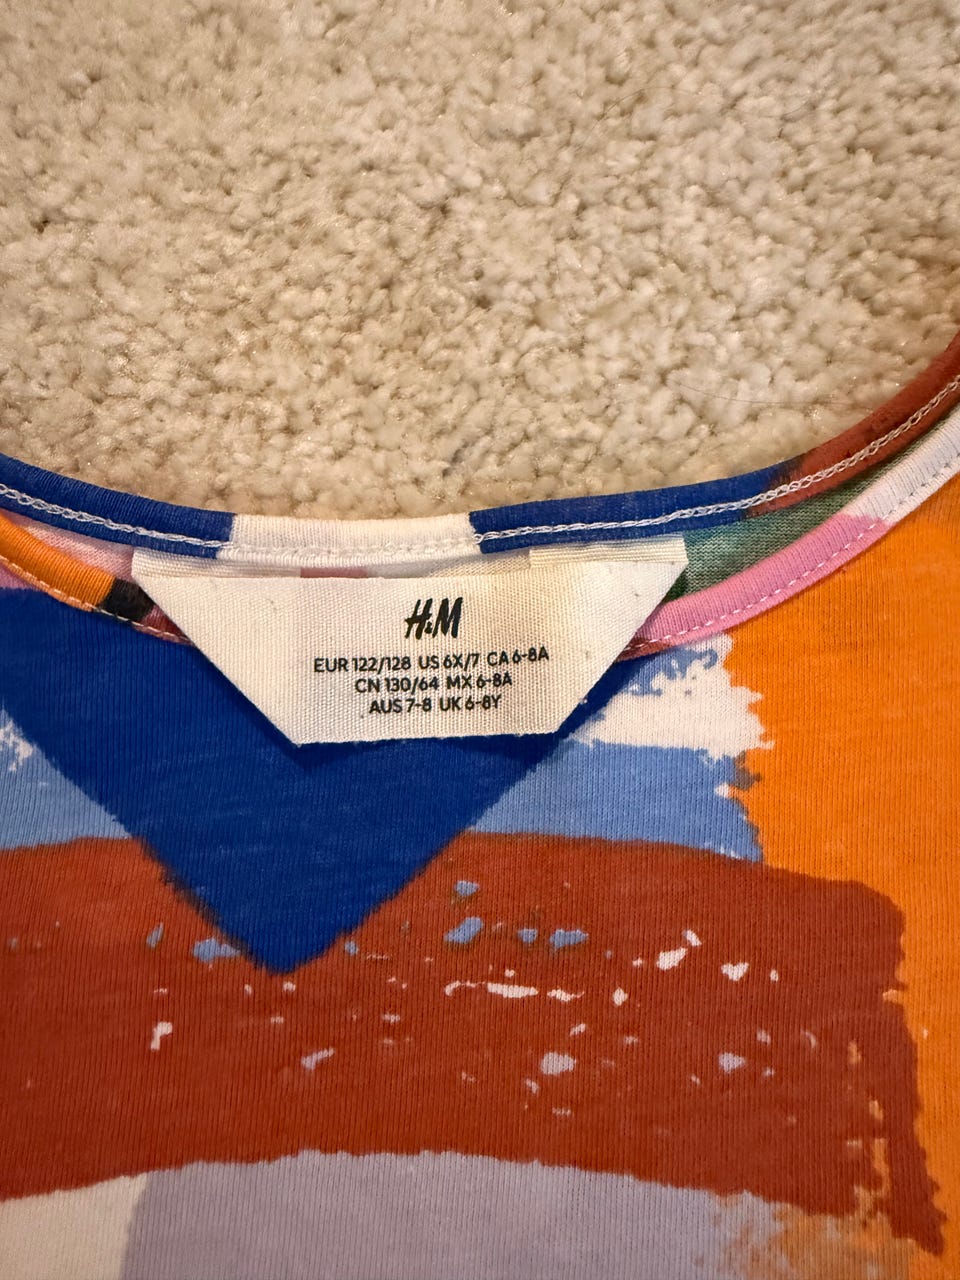 H&M
EUR 122/128 US 6X/7 CA 6-8A
CN 130/64 MX 6-8A
AUS 7-8 UK 6-8Y